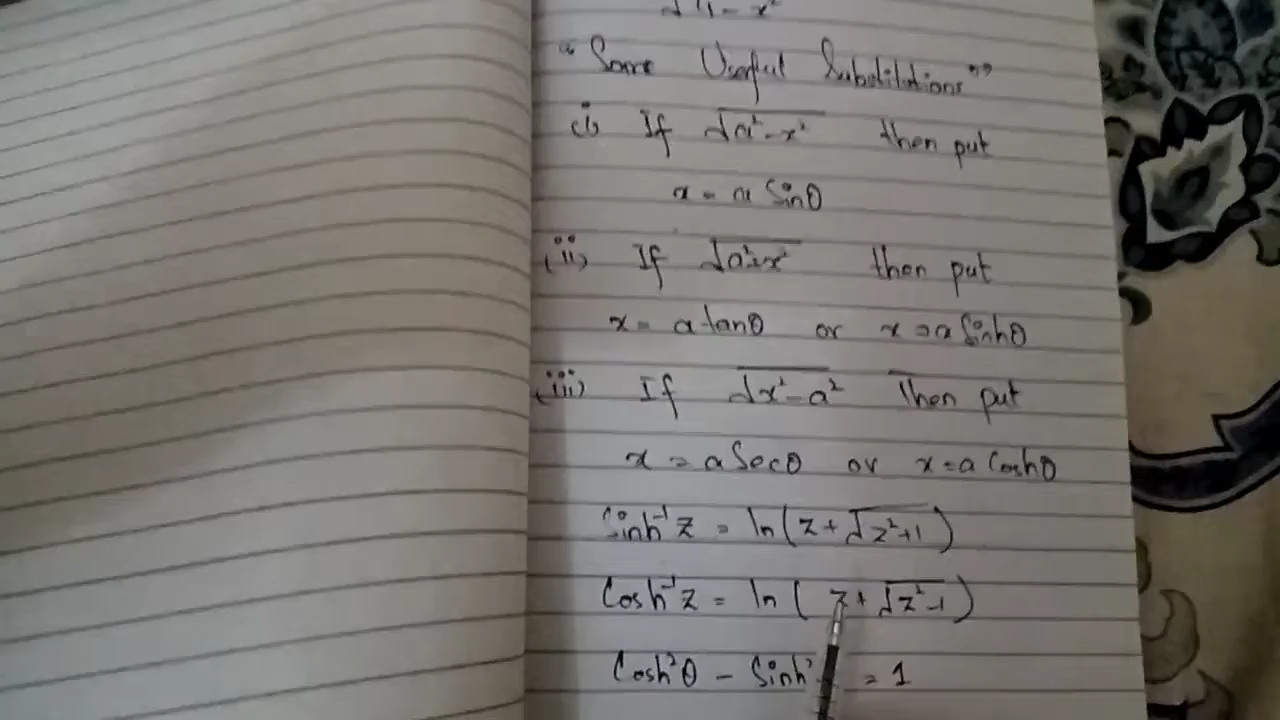 "Some Useful Substitutions"
(i) If √a²-x² then put
x = a Sinθ
(ii) If √a²+x² then put
x = a tanθ or x = a Sinhθ
(iii) If √x²-a² Then put
x = a Secθ or x = a Coshθ
Sinh⁻¹z = ln(z+√z²+1)
Cosh⁻¹z = ln(z+√z²-1)
Cosh²θ - Sinh² = 1